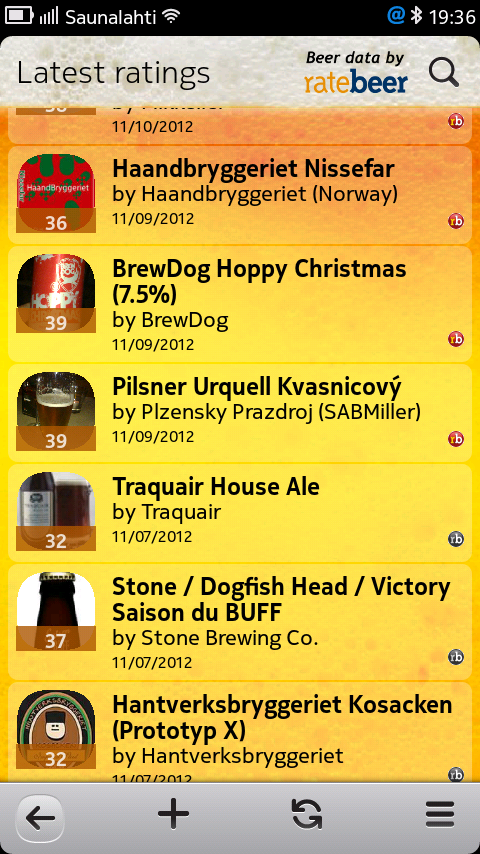 Saunalahti
@
19:36
Latest ratings
Beer data by
ratebeer
11/10/2012
rb
HaandBryggeriet
36
Haandbryggeriet Nissefar
by Haandbryggeriet (Norway)
11/09/2012
rb
HOPPY
39
BrewDog Hoppy Christmas
(7.5%)
by BrewDog
11/09/2012
rb
39
Pilsner Urquell Kvasnicový
by Plzensky Prazdroj (SABMiller)
11/09/2012
rb
TRAQUAIR
32
Traquair House Ale
by Traquair
11/07/2012
rb
37
Stone / Dogfish Head / Victory
Saison du BUFF
by Stone Brewing Co.
11/07/2012
rb
32
Hantverksbryggeriet Kosacken
(Prototyp X)
by Hantverksbryggeriet
11/07/2012
rb